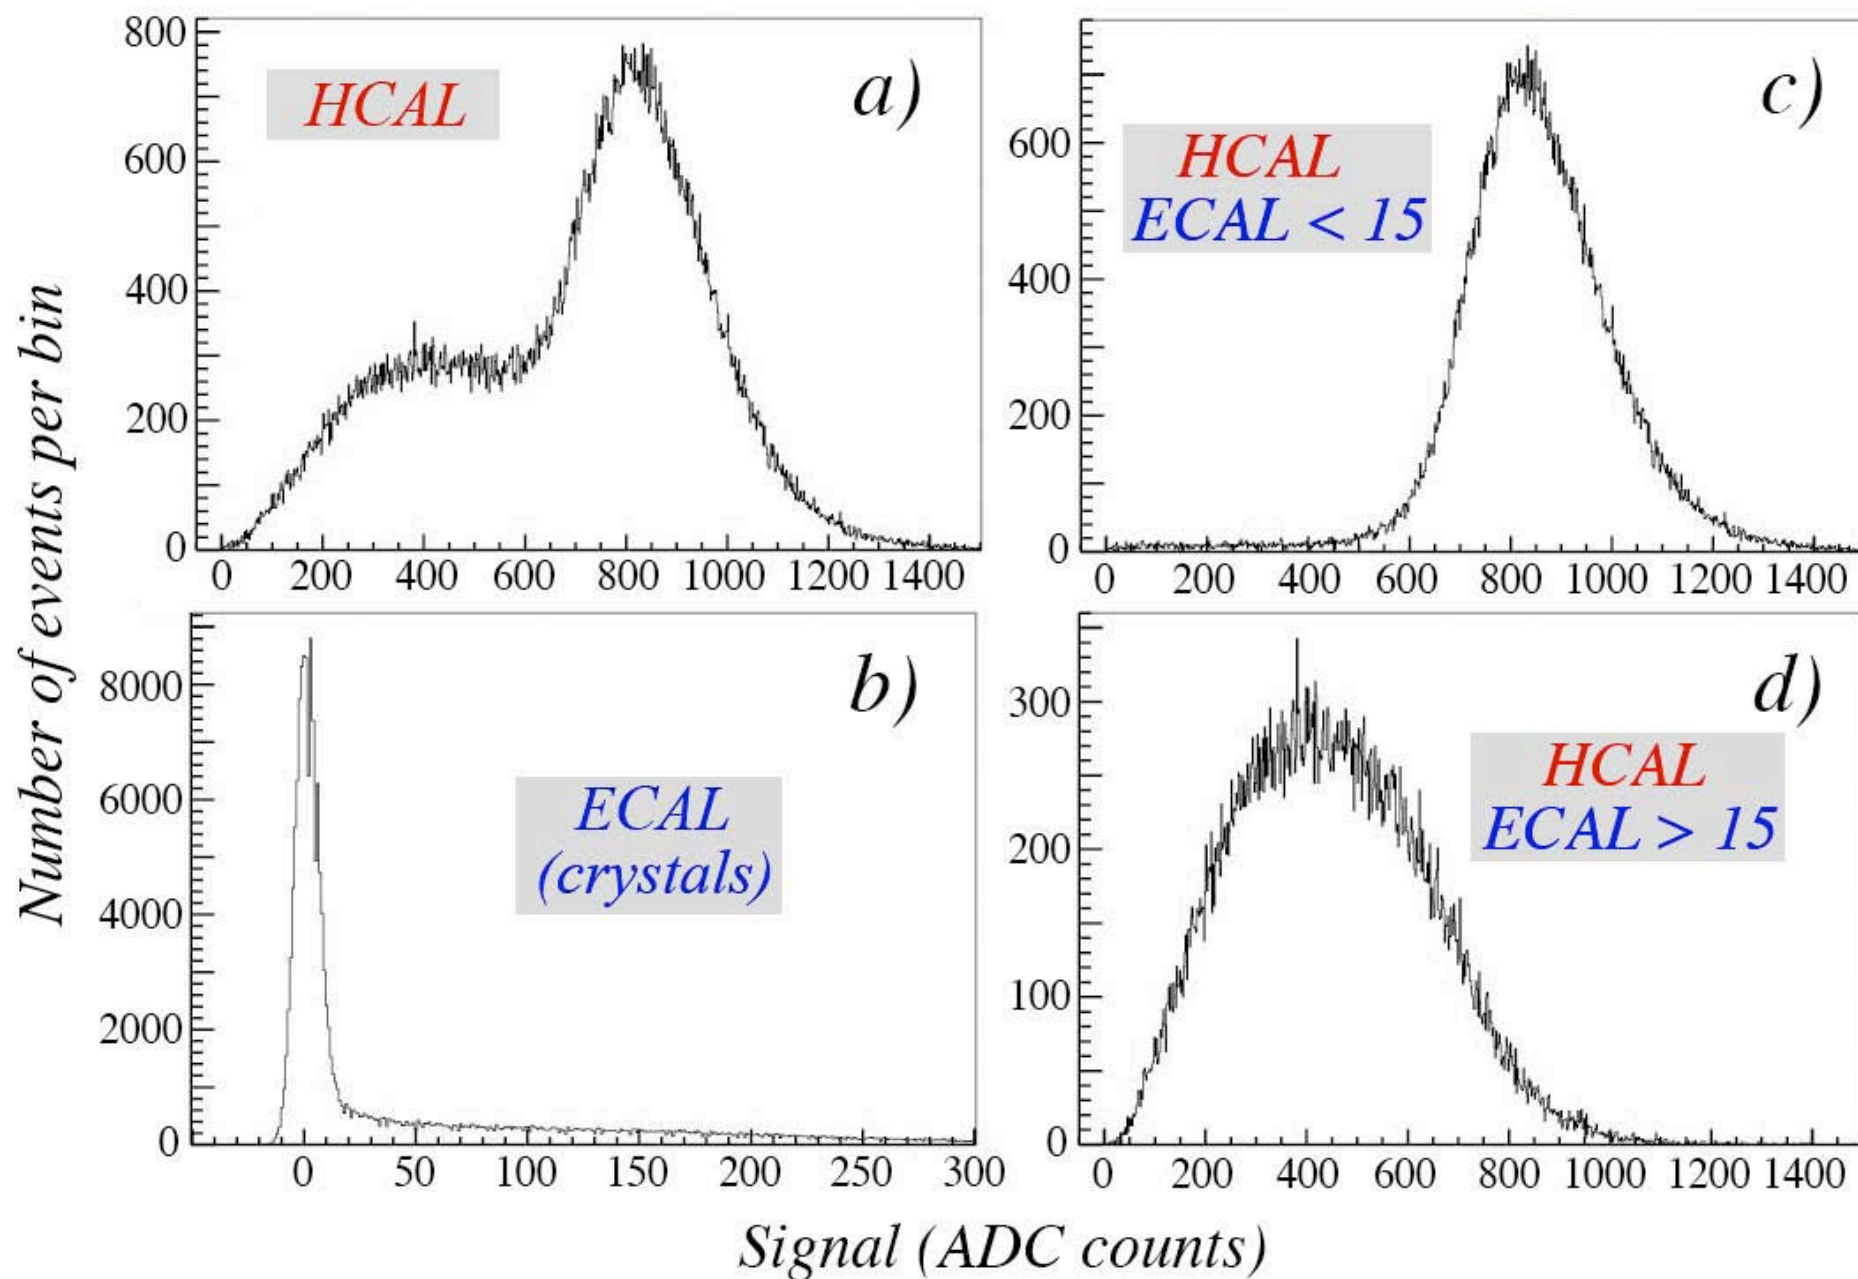 Number of events per bin
800
600
400
200
0
HCAL
a)
0 200 400 600 800 1000 1200 1400
600
400
200
0
HCAL
ECAL < 15
c)
0 200 400 600 800 1000 1200 1400
8000
6000
4000
2000
0
ECAL
(crystals)
b)
0 50 100 150 200 250 300
300
200
100
0
d)
HCAL
ECAL > 15
0 200 400 600 800 1000 1200 1400
Signal (ADC counts)